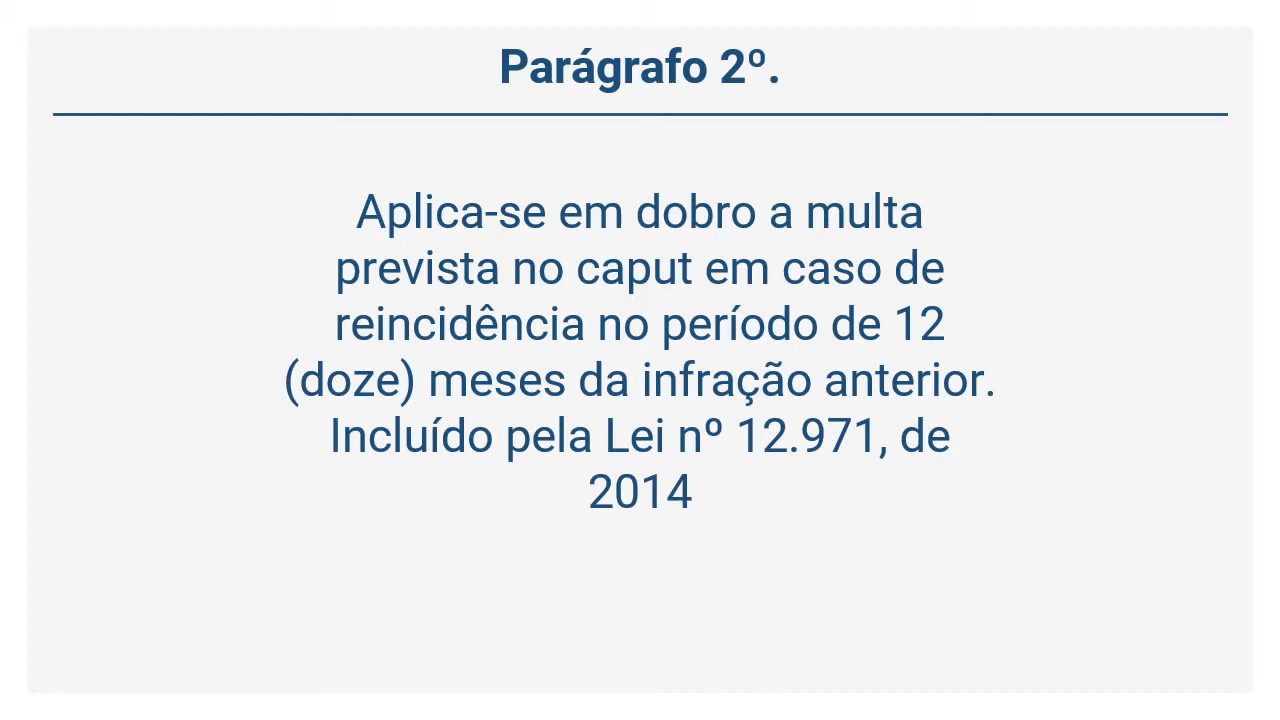 Parágrafo 2º.
Aplica-se em dobro a multa
prevista no caput em caso de
reincidência no período de 12
(doze) meses da infração anterior.
Incluído pela Lei nº 12.971, de
2014